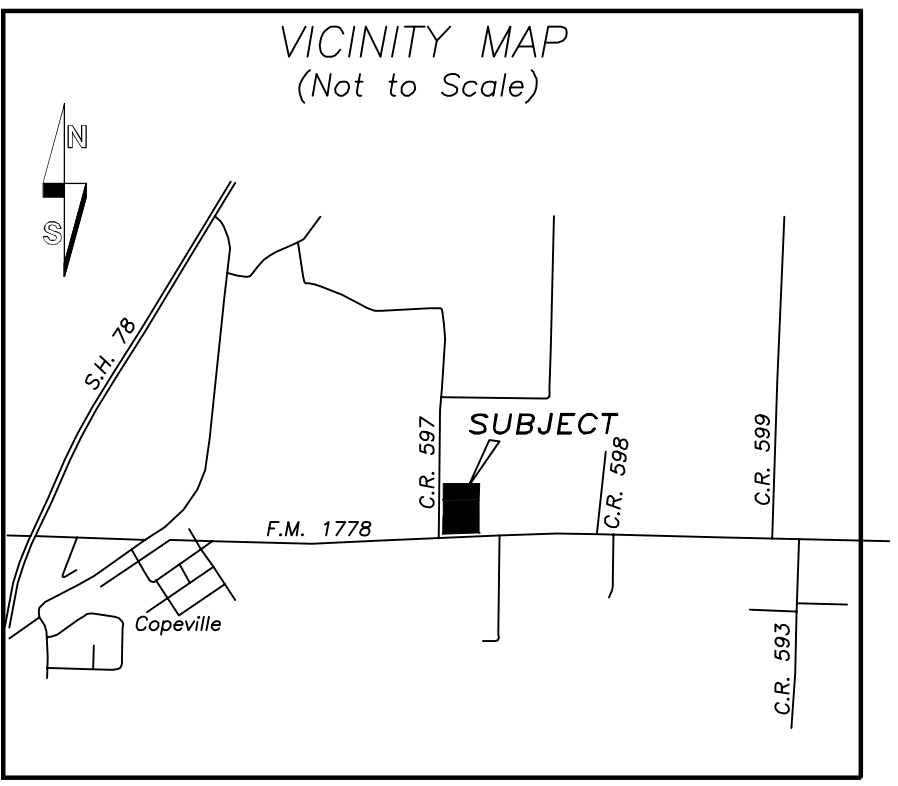 VICINITY MAP
(Not to Scale)
N
S
S.H. 78
C.R. 597
SUBJECT
C.R. 598
C.R. 599
F.M. 1778
Copeville
C.R. 593